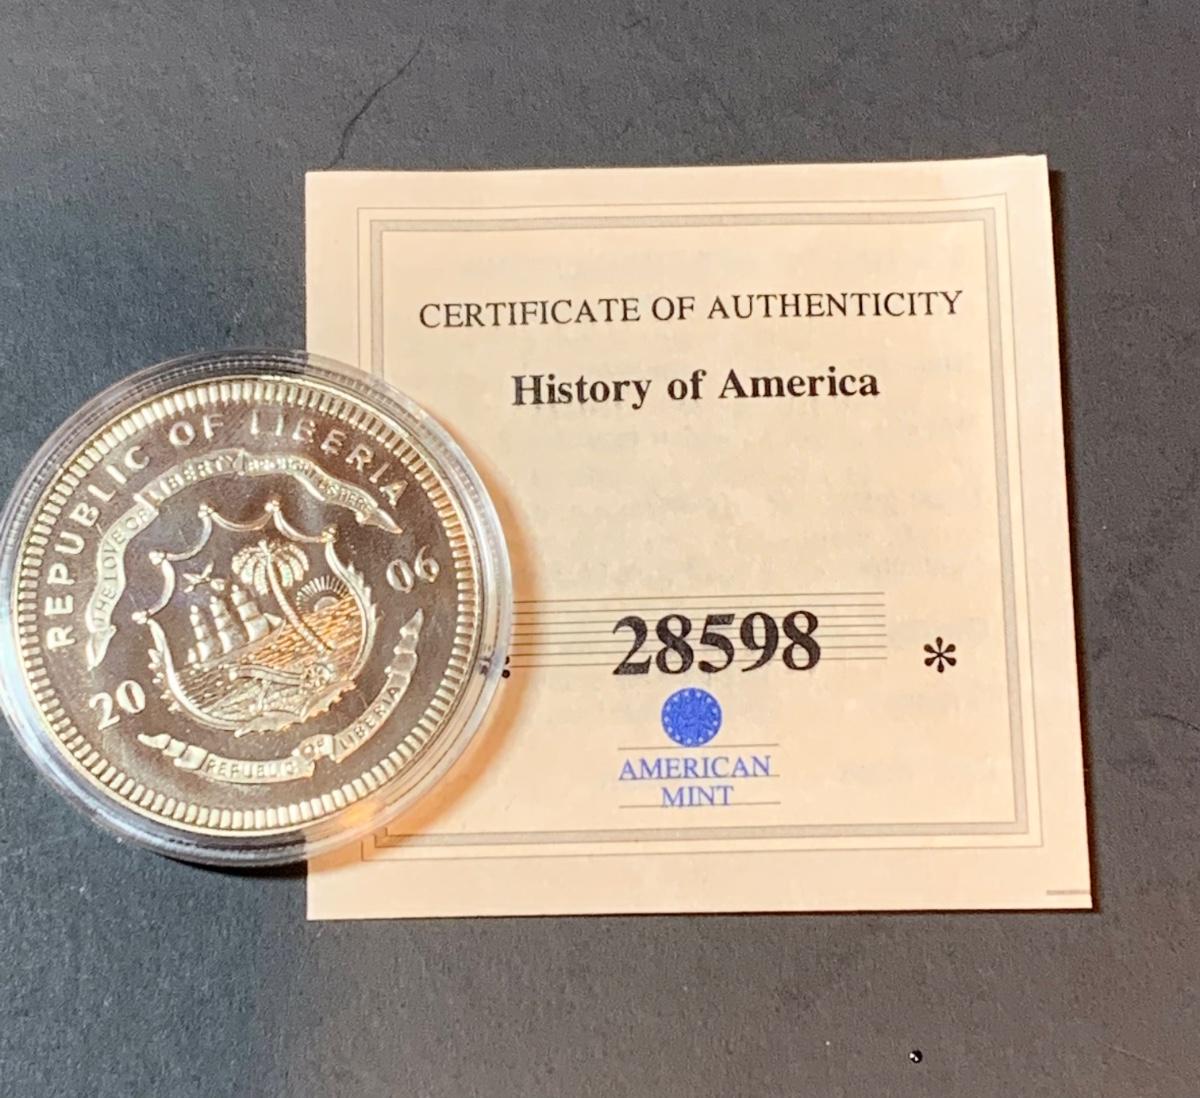 REPUBLIC OF LIBERIA
THE LOVE OF LIBERTY BROUGHT US HERE
20 06
REPUBLIC OF LIBERIA
CERTIFICATE OF AUTHENTICITY
History of America
* 28598 *
AMERICAN
MINT